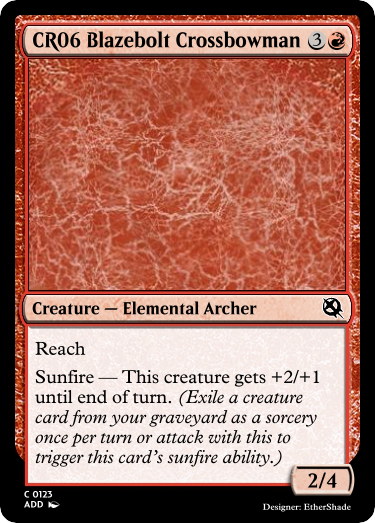 CR06 Blazebolt Crossbowman 3
Creature — Elemental Archer
Reach
Sunfire — This creature gets +2/+1
until end of turn. (Exile a creature
card from your graveyard as a sorcery
once per turn or attack with this to
trigger this card's sunfire ability.)
2/4
C 0123
ADD
Designer: EtherShade